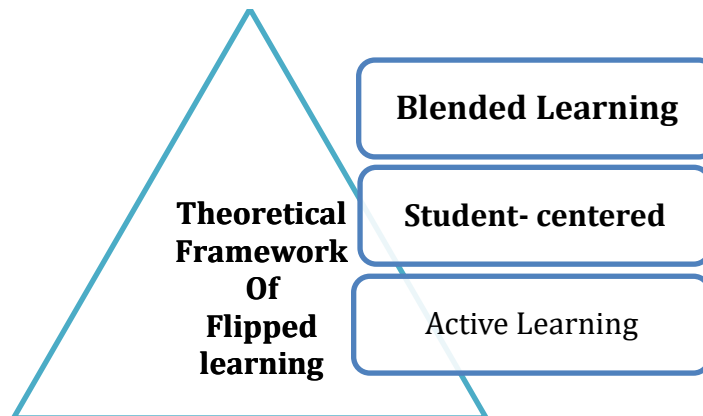 Theoretical
Framework
Of
Flipped
learning
Blended Learning
Student- centered
Active Learning